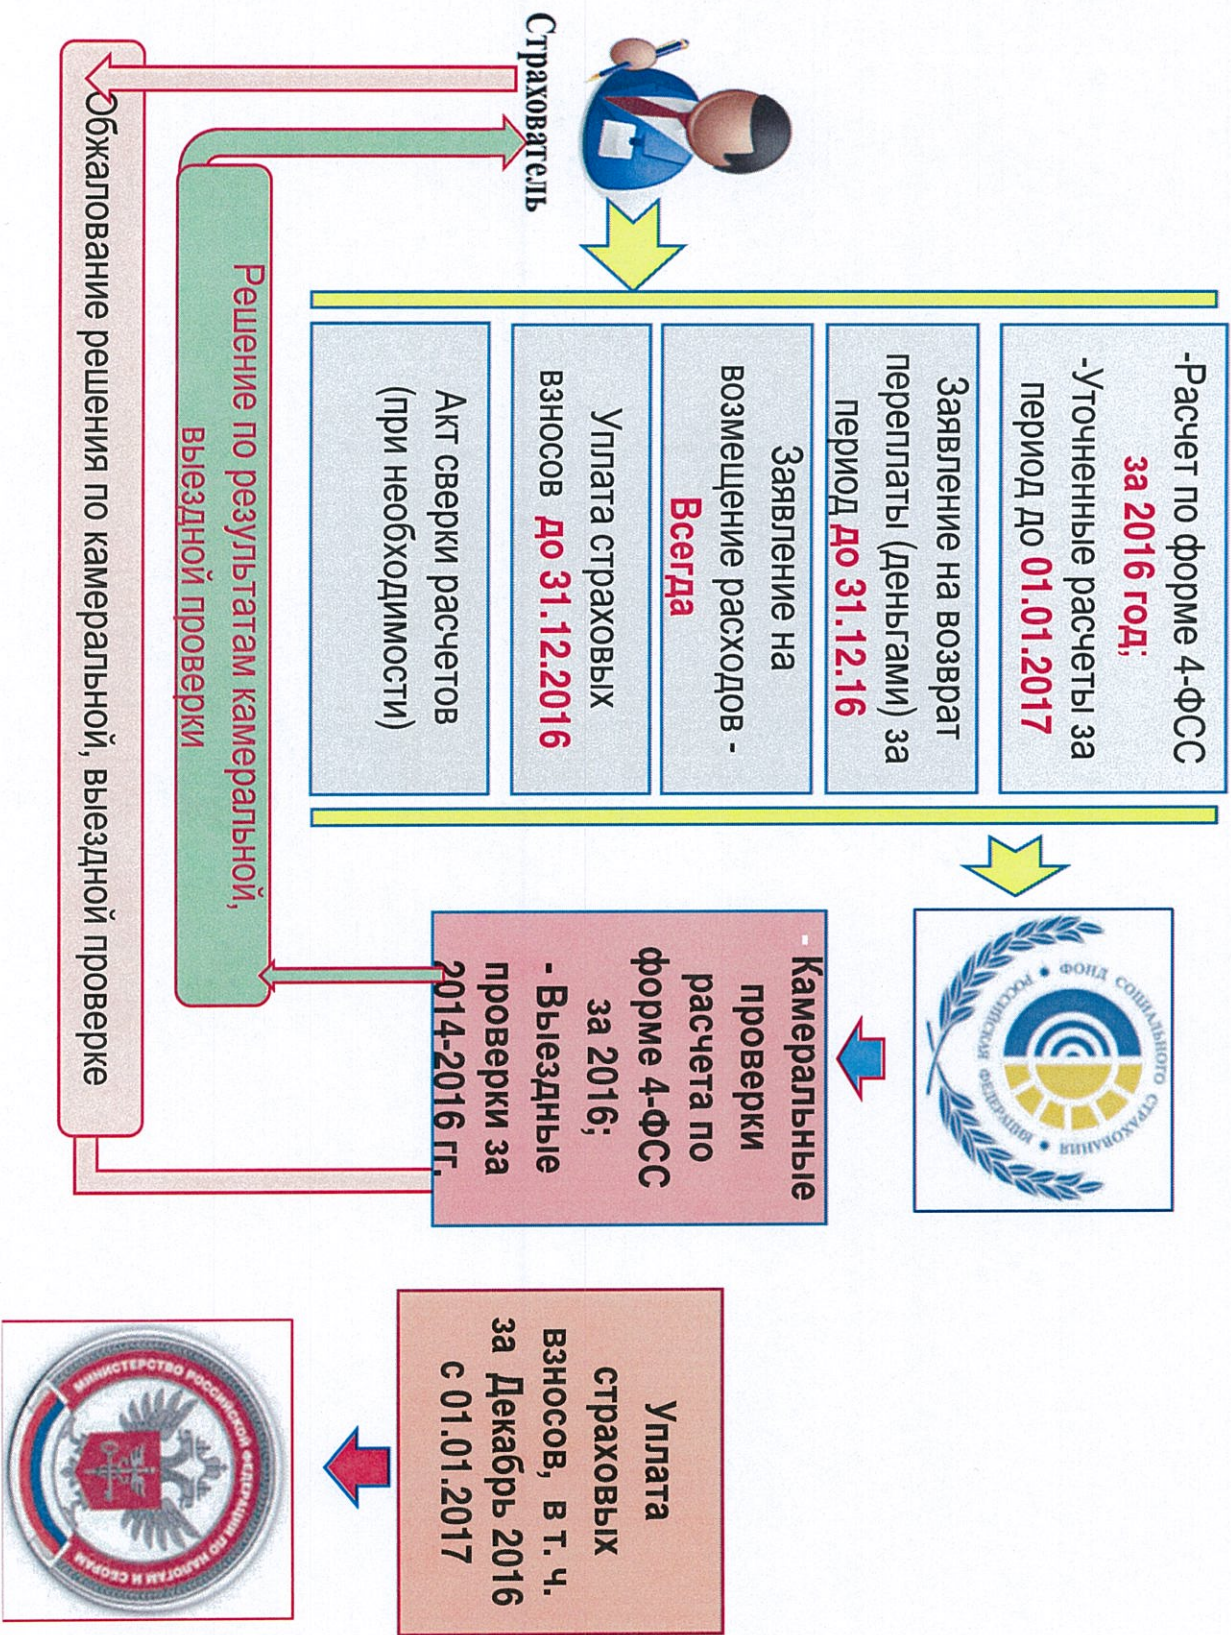 Страхователь
-Расчет по форме 4-ФСС
за 2016 год;
-Уточненные расчеты за
период до 01.01.2017
Заявление на возврат
переплаты (деньгами) за
период до 31.12.16
Заявление на
возмещение расходов -
Всегда
Уплата страховых
взносов до 31.12.2016
Акт сверки расчетов
(при необходимости)
ФОНД СОЦИАЛЬНОГО СТРАХОВАНИЯ
РОССИЙСКАЯ ФЕДЕРАЦИЯ
- Камеральные
проверки
расчета по
форме 4-ФСС
за 2016;
- Выездные
проверки за
2014-2016 гг.
Решение по результатам камеральной,
выездной проверки
Обжалование решения по камеральной, выездной проверке
Уплата
страховых
взносов, в т. ч.
за Декабрь 2016
с 01.01.2017
МИНИСТЕРСТВО РОССИЙСКОЙ ФЕДЕРАЦИИ ПО НАЛОГАМ И СБОРАМ